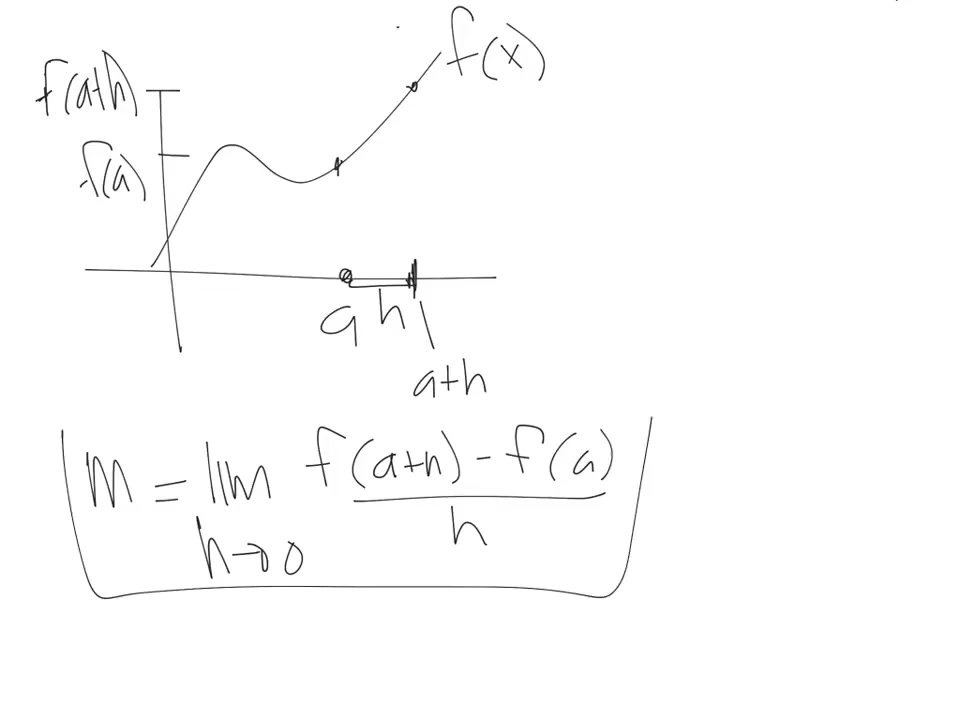 f(x)
f(a+h)
f(a)
a h
a+h
m = lim f(a+h) - f(a)
h→0 h